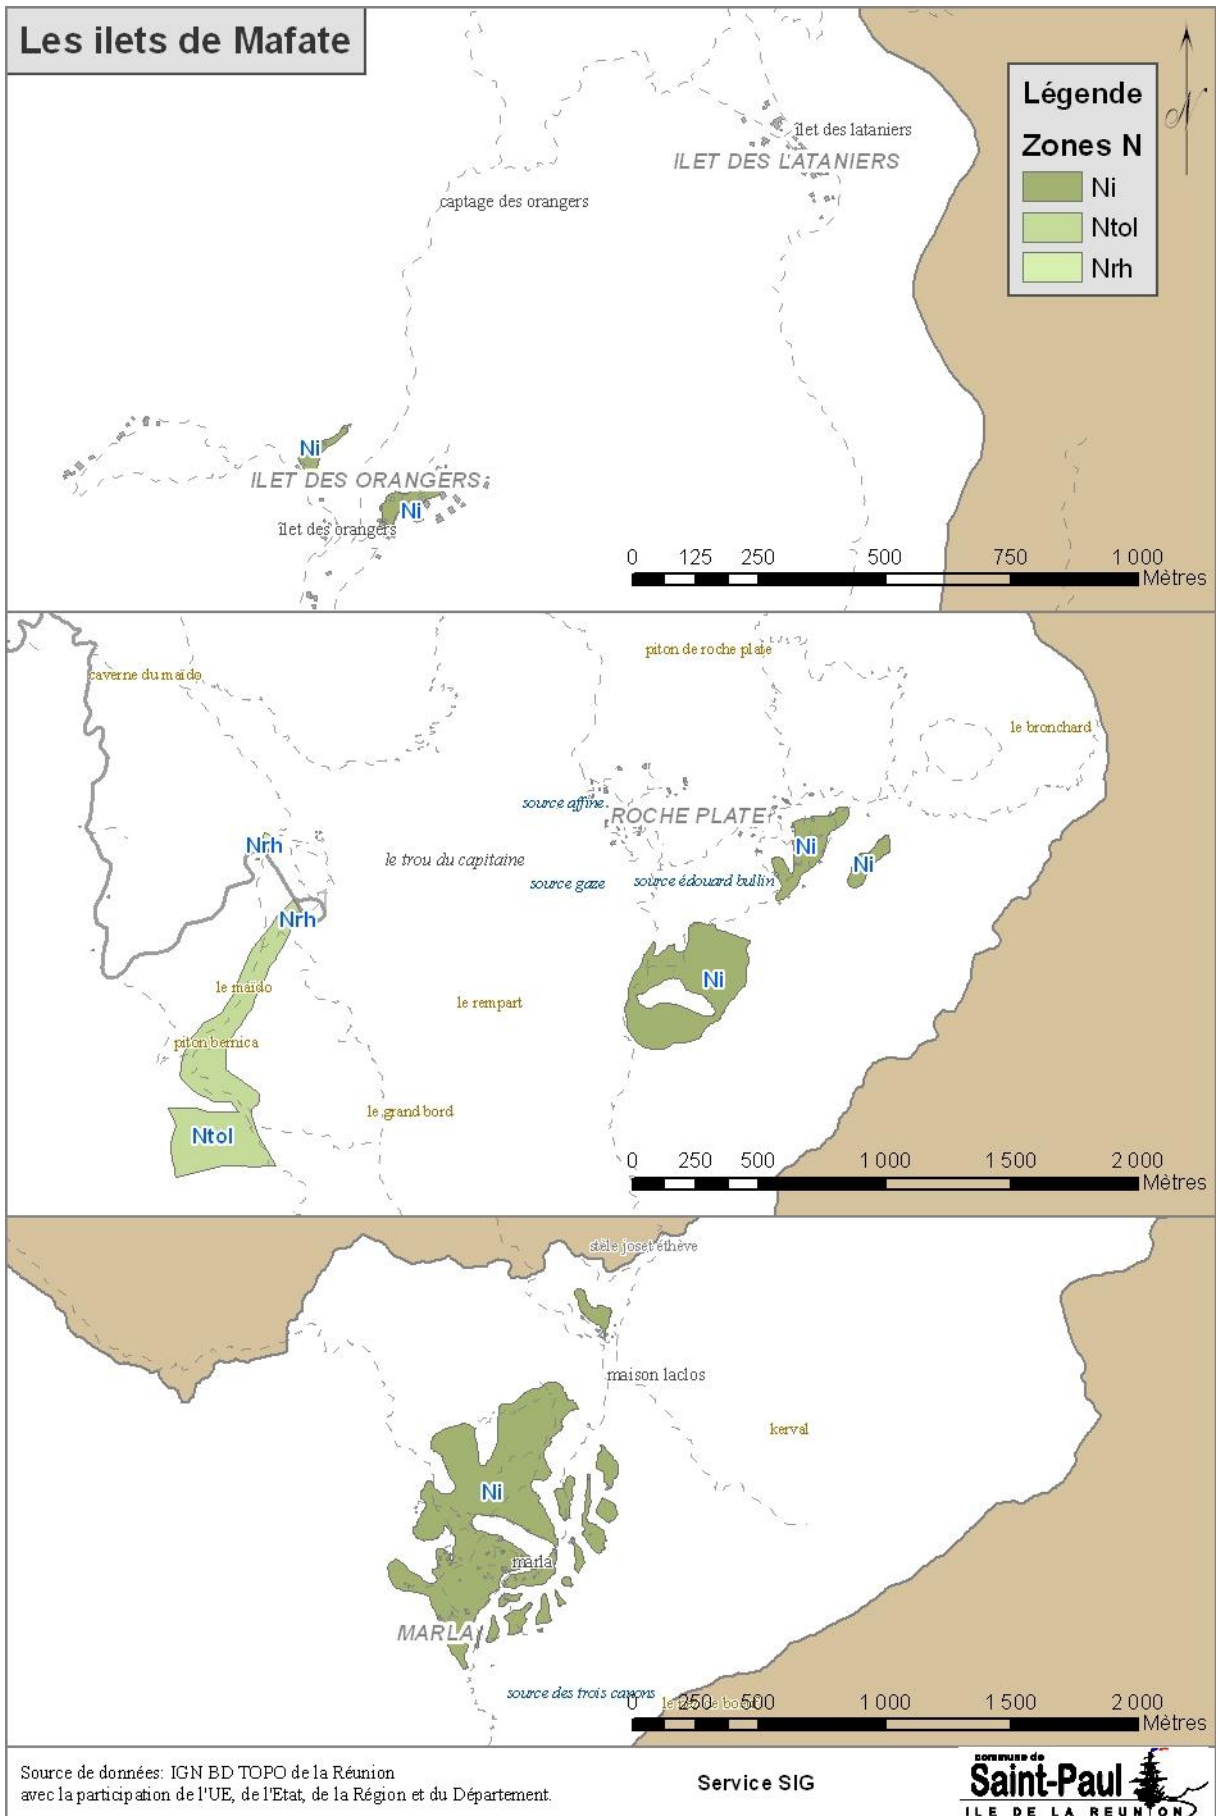 Les ilets de Mafate
Légende
Zones N
Ni
Ntol
Nrh
N
îlet des lataniers
ILET DES LATANIERS
captage des orangers
Ni
ILET DES ORANGERS
Ni
îlet des orangers
0 125 250 500 750 1 000
Mètres
piton de roche plate
caverne du maïdo
le bronchard
source affine
ROCHE PLATE
Nrh
Ni
le trou du capitaine
Ni
source gaze
source édouard bullin
Nrh
Ni
le maïdo
le rempart
piton bernica
le grand bord
Ntol
0 250 500 1 000 1 500 2 000
Mètres
stèle joset éthève
maison laclos
kerval
Ni
marla
MARLA
source des trois canons
0 250 500 1 000 1 500 2 000
Mètres
Source de données: IGN BD TOPO de la Réunion
avec la participation de l'UE, de l'Etat, de la Région et du Département.
Service SIG
commune de
Saint-Paul
ILE DE LA REUNION